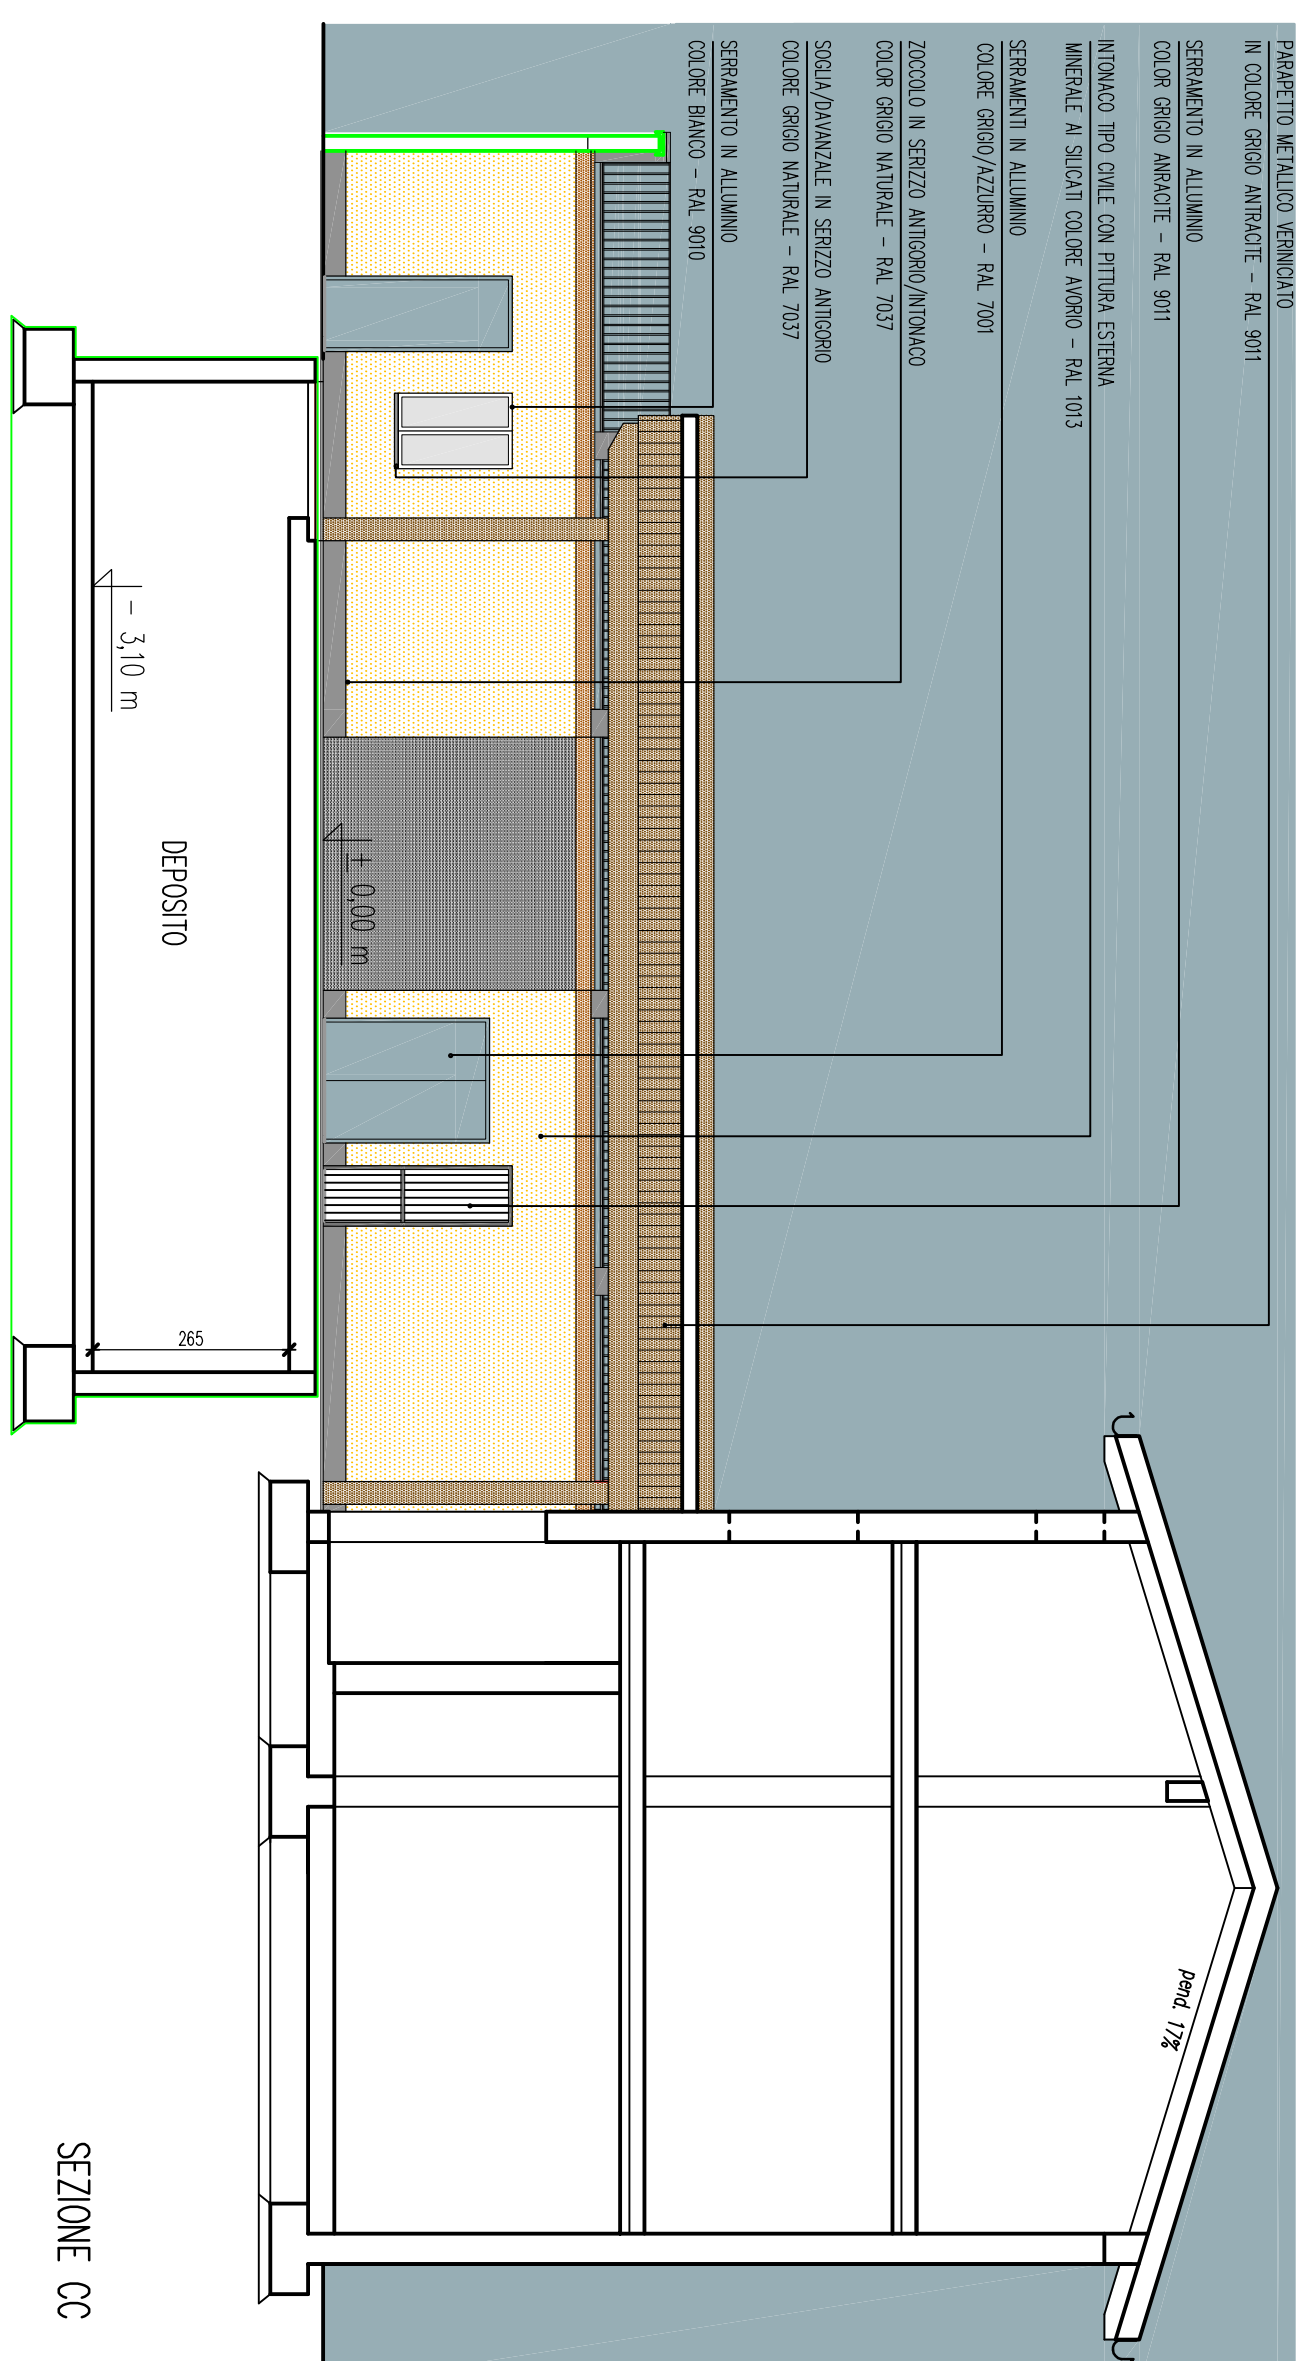 PARAPETTO METALLICO VERINICIATO
IN COLORE GRIGIO ANTRACITE - RAL 9011
SERRAMENTO IN ALLUMINIO
COLOR GRIGIO ANRACITE - RAL 9011
INTONACO TIPO CIVILE CON PITTURA ESTERNA
MINERALE AI SILICATI COLORE AVORIO - RAL 1013
SERRAMENTI IN ALLUMINIO
COLORE GRIGIO/AZZURRO - RAL 7001
ZOCCOLO IN SERIZZO ANTIGORIO/INTONACO
COLOR GRIGIO NATURALE - RAL 7037
SOGLIA/DAVANZALE IN SERIZZO ANTIGORIO
COLORE GRIGIO NATURALE - RAL 7037
SERRAMENTO IN ALLUMINIO
COLORE BIANCO - RAL 9010
pend. 17%
± 0,00 m
- 3,10 m
DEPOSITO
265
SEZIONE CC